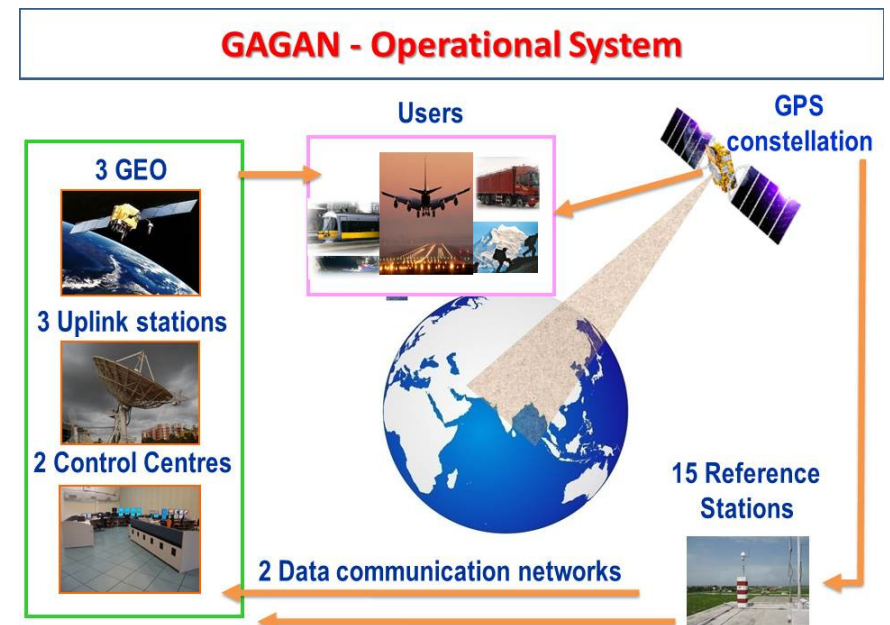 GAGAN - Operational System
Users
GPS
constellation
3 GEO
3 Uplink stations
2 Control Centres
15 Reference
Stations
2 Data communication networks